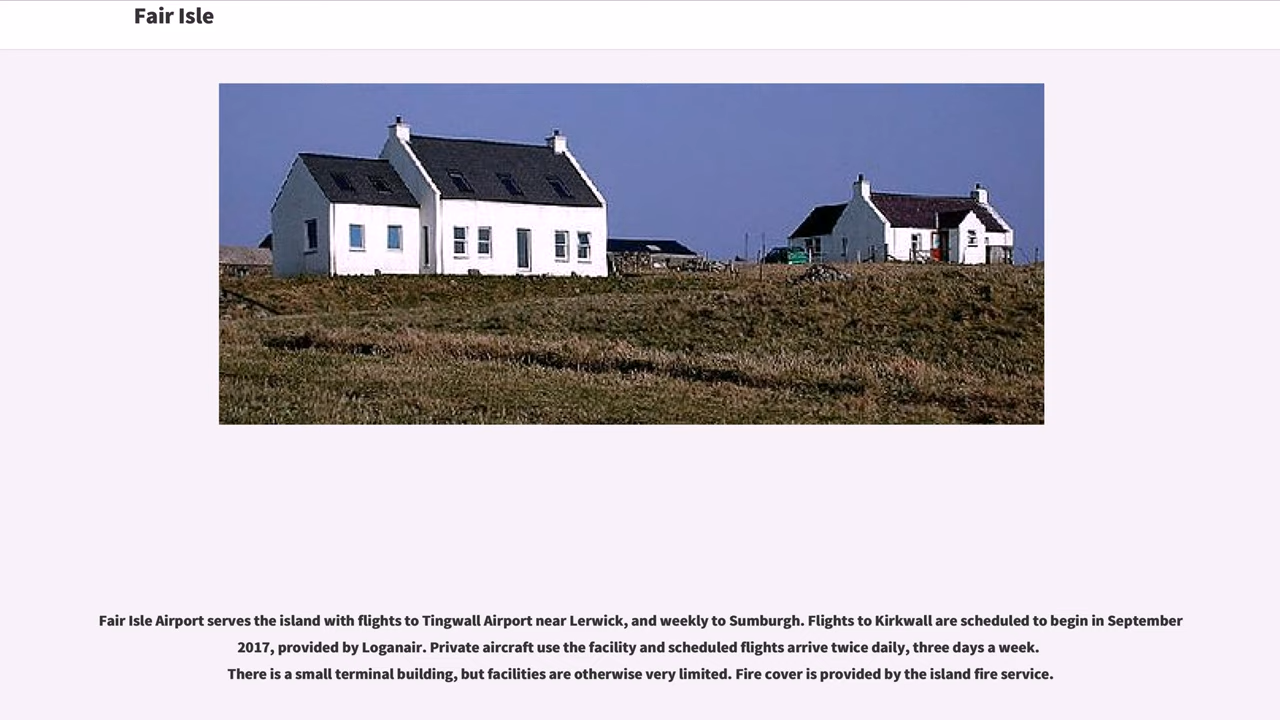 Fair Isle
Fair Isle Airport serves the island with flights to Tingwall Airport near Lerwick, and weekly to Sumburgh. Flights to Kirkwall are scheduled to begin in September
2017, provided by Loganair. Private aircraft use the facility and scheduled flights arrive twice daily, three days a week.
There is a small terminal building, but facilities are otherwise very limited. Fire cover is provided by the island fire service.